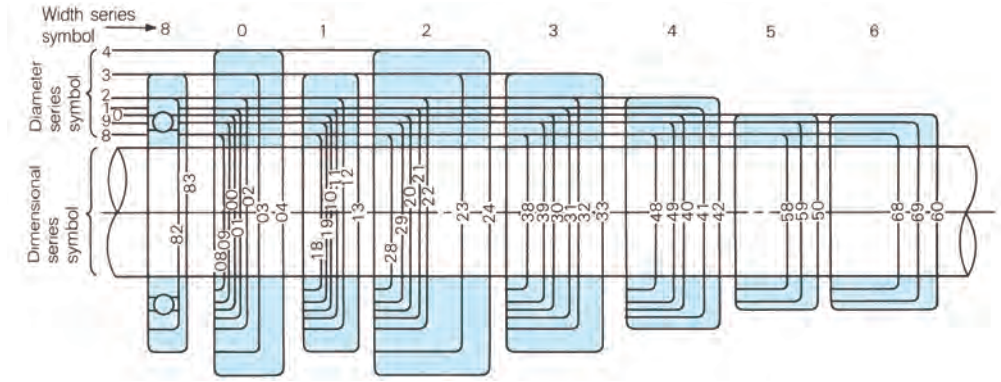 Width series
symbol
8 0 1 2 3 4 5 6
Diameter
series
symbol
4
3
2
1
0
9
8
Dimensional
series
symbol
82 83
08 09 00 01 02 03 04
18 19 10 11 12 13
28 29 20 21 22 23 24
38 39 30 31 32 33
48 49 40 41 42
58 59 50
68 69 60